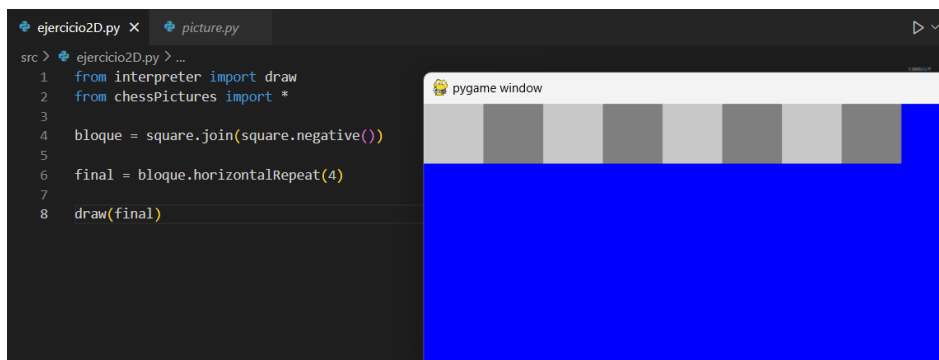 ejercicio2D.py
picture.py
src > ejercicio2D.py > ...
1 from interpreter import draw
2 from chessPictures import *
3
4 bloque = square.join(square.negative())
5
6 final = bloque.horizontalRepeat(4)
7
8 draw(final)
pygame window